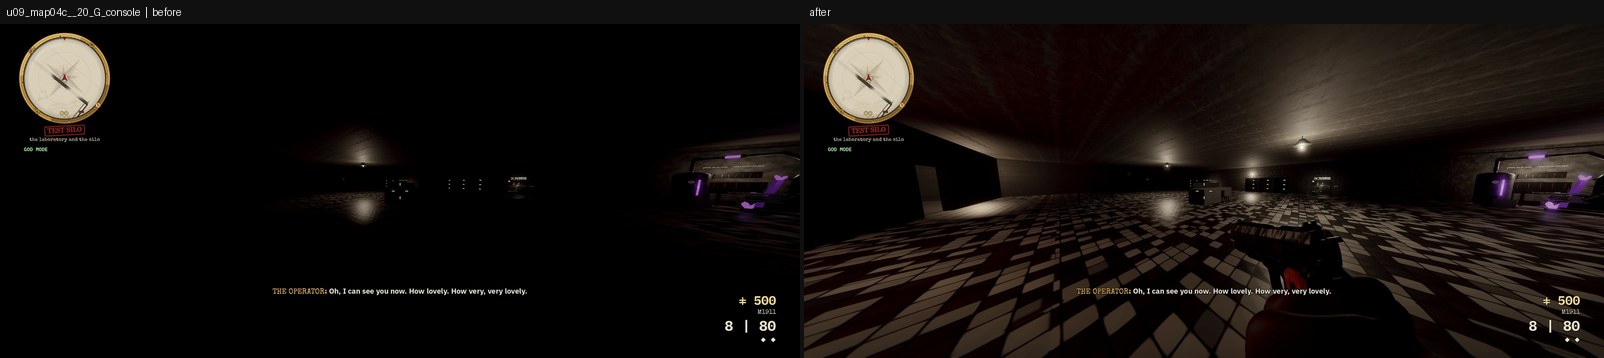 u09_map04c__20_G_console | before
TEST SILO
the laboratory and the silo
GOD MODE
THE OPERATOR: Oh, I can see you now. How lovely. How very, very lovely.
500
M1911
8 | 80
after
TEST SILO
the laboratory and the silo
GOD MODE
THE OPERATOR: Oh, I can see you now. How lovely. How very, very lovely.
500
M1911
8 | 80